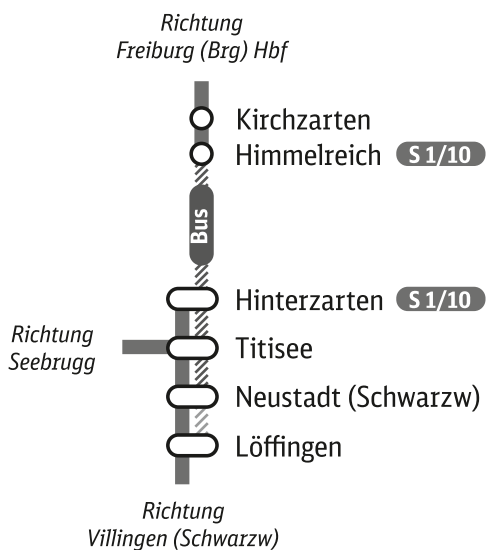 Richtung
Freiburg (Brg) Hbf
Kirchzarten
Himmelreich S 1/10
Bus
Hinterzarten S 1/10
Richtung
Seebrugg
Titisee
Neustadt (Schwarzw)
Löffingen
Richtung
Villingen (Schwarzw)